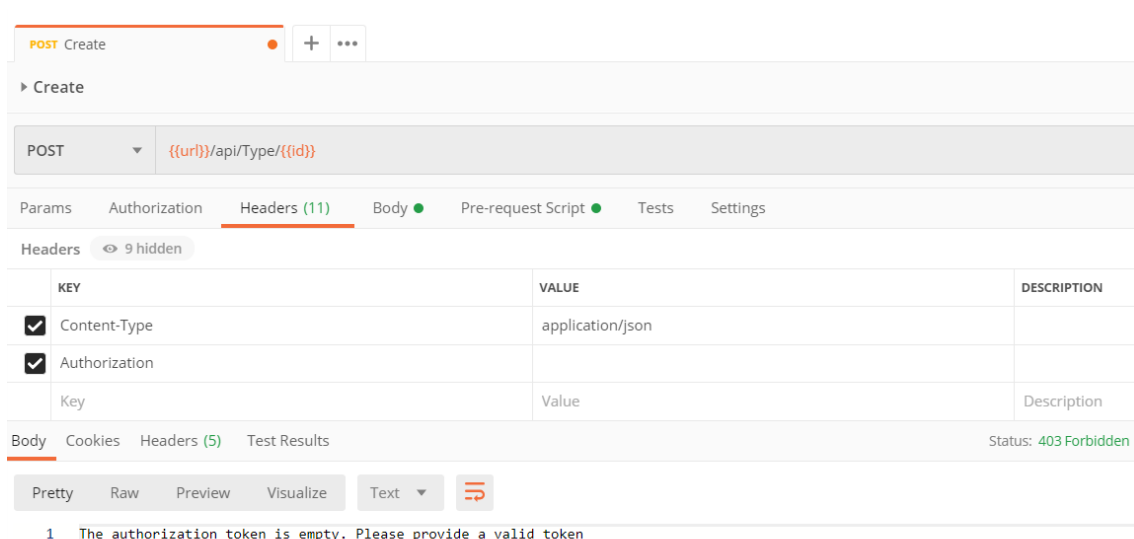 POST Create
Create
POST {{url}}/api/Type/{{id}}
Params Authorization Headers (11) Body Pre-request Script Tests Settings
Headers 9 hidden
KEY VALUE DESCRIPTION
Content-Type application/json
Authorization
Key Value Description
Body Cookies Headers (5) Test Results Status: 403 Forbidden
Pretty Raw Preview Visualize Text
1 The authorization token is empty. Please provide a valid token